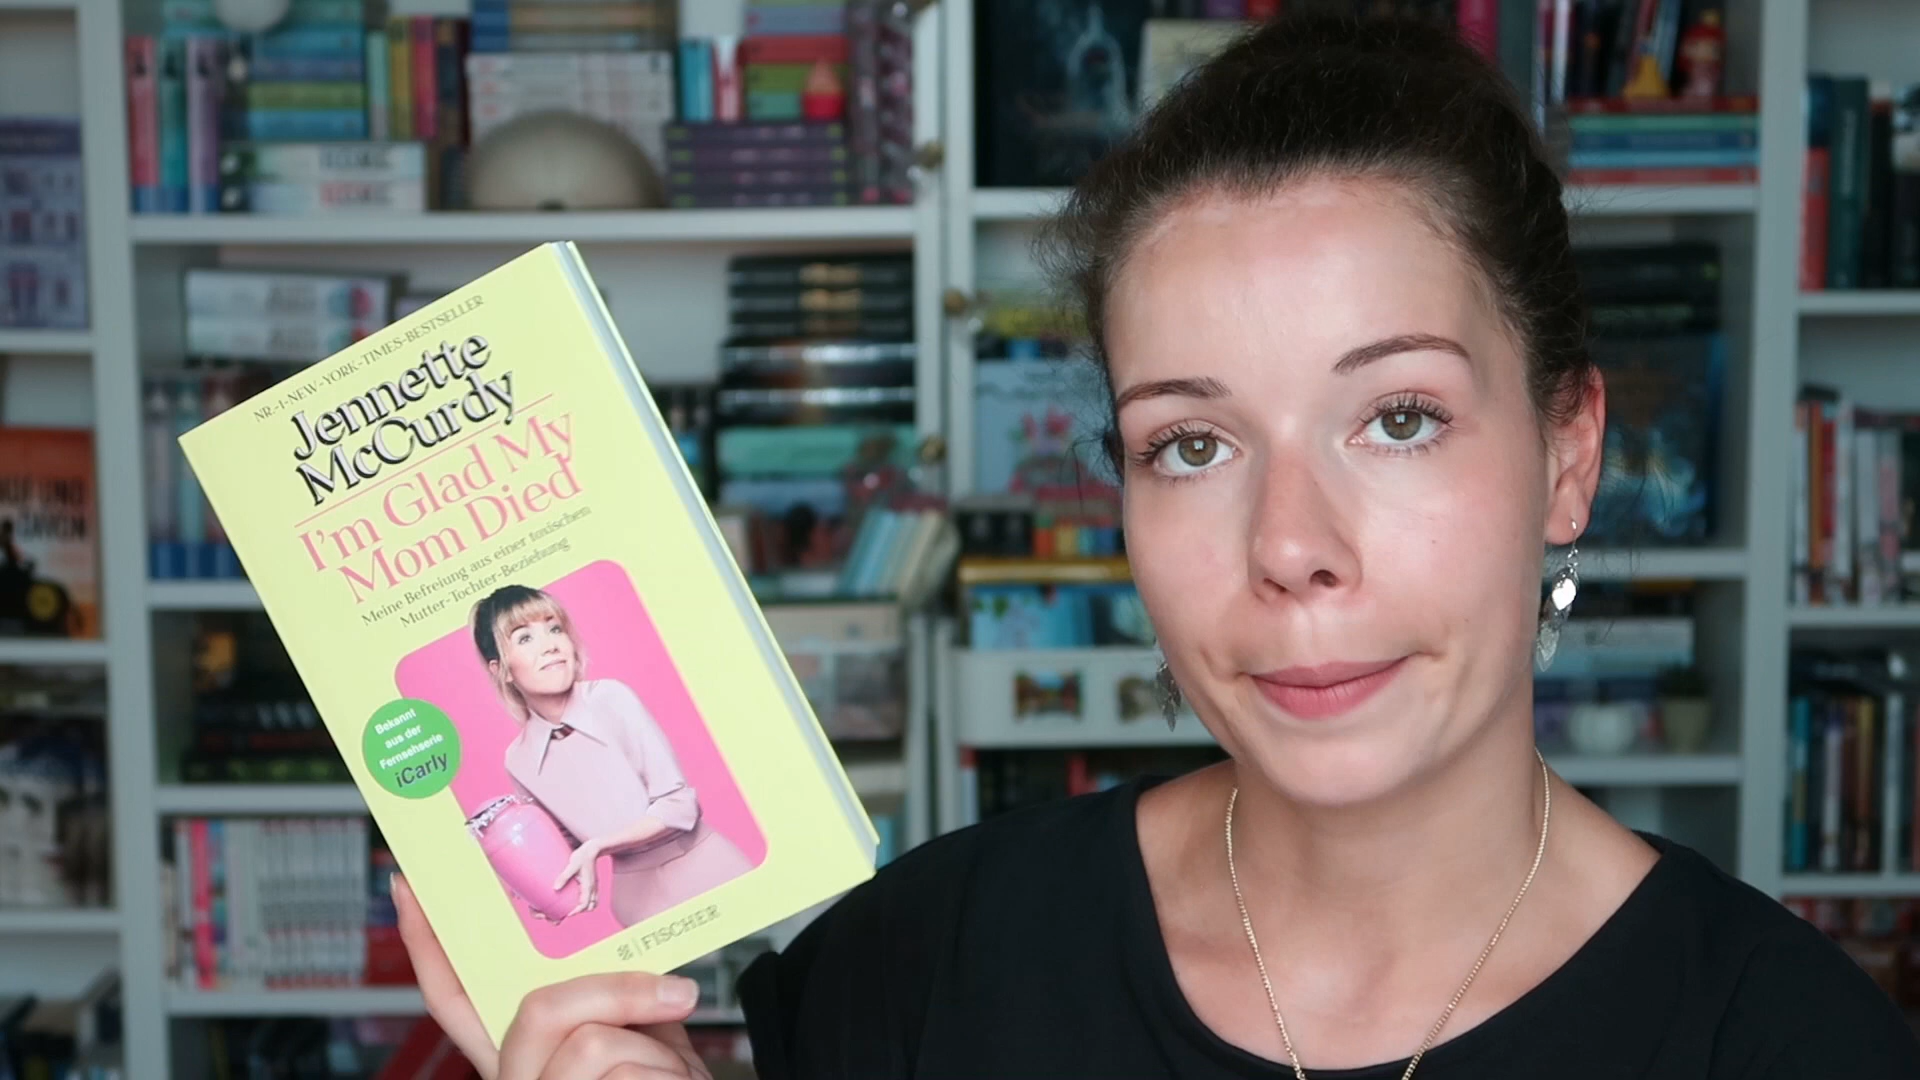 NR.-1-NEW-YORK-TIMES-BESTSELLER
Jennette
McCurdy
I'm Glad My
Mom Died
Meine Befreiung aus einer toxischen
Mutter-Tochter-Beziehung
Bekannt
aus der
Fernsehserie
iCarly
FISCHER